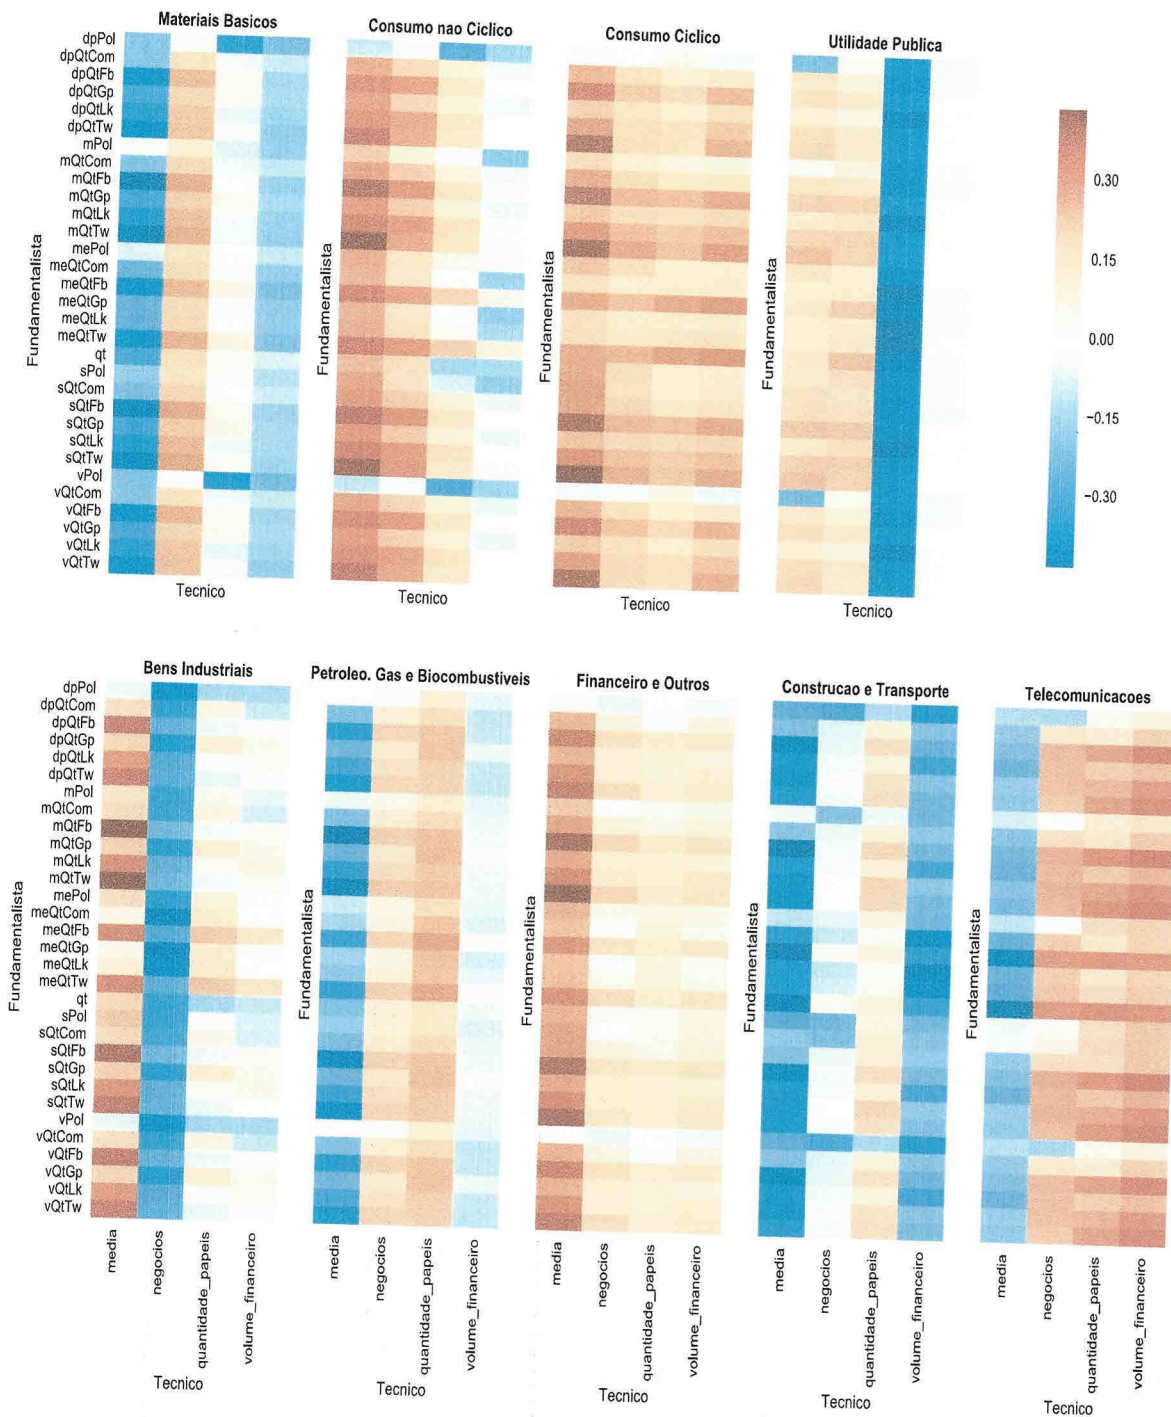 Materiais Basicos
Consumo nao Ciclico
Consumo Ciclico
Utilidade Publica
dpPol
dpQtCom
dpQtFb
dpQtGp
dpQtLk
dpQtTw
mPol
mQtCom
mQtFb
mQtGp
mQtLk
mQtTw
mePol
meQtCom
meQtFb
meQtGp
meQtLk
meQtTw
qt
sPol
sQtCom
sQtFb
sQtGp
sQtLk
sQtTw
vPol
vQtCom
vQtFb
vQtGp
vQtLk
vQtTw
Fundamentalista
Fundamentalista
Fundamentalista
Fundamentalista
Tecnico
Tecnico
Tecnico
Tecnico
0.30
0.15
0.00
−0.15
−0.30
Bens Industriais
Petroleo. Gas e Biocombustiveis
Financeiro e Outros
Construcao e Transporte
Telecomunicacoes
dpPol
dpQtCom
dpQtFb
dpQtGp
dpQtLk
dpQtTw
mPol
mQtCom
mQtFb
mQtGp
mQtLk
mQtTw
mePol
meQtCom
meQtFb
meQtGp
meQtLk
meQtTw
qt
sPol
sQtCom
sQtFb
sQtGp
sQtLk
sQtTw
vPol
vQtCom
vQtFb
vQtGp
vQtLk
vQtTw
Fundamentalista
Fundamentalista
Fundamentalista
Fundamentalista
Fundamentalista
media
negocios
quantidade_papeis
volume_financeiro
media
negocios
quantidade_papeis
volume_financeiro
media
negocios
quantidade_papeis
volume_financeiro
media
negocios
quantidade_papeis
volume_financeiro
media
negocios
quantidade_papeis
volume_financeiro
Tecnico
Tecnico
Tecnico
Tecnico
Tecnico